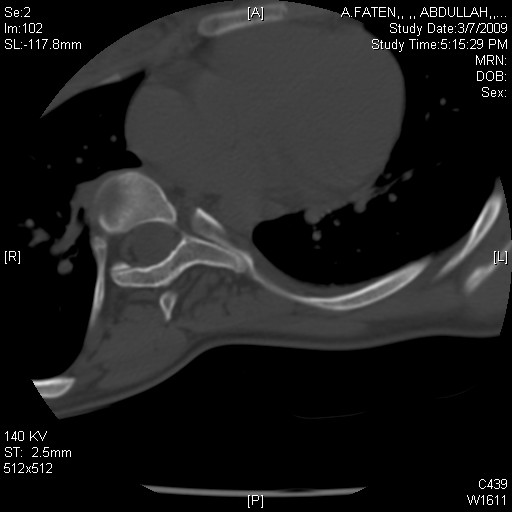 Se:2
Im:102
SL:-117.8mm
[A]
A.FATEN,, ,, ABDULLAH,,...
Study Date:3/7/2009
Study Time:5:15:29 PM
MRN:
DOB:
Sex:
[R]
[L]
140 KV
ST: 2.5mm
512x512
[P]
C439
W1611